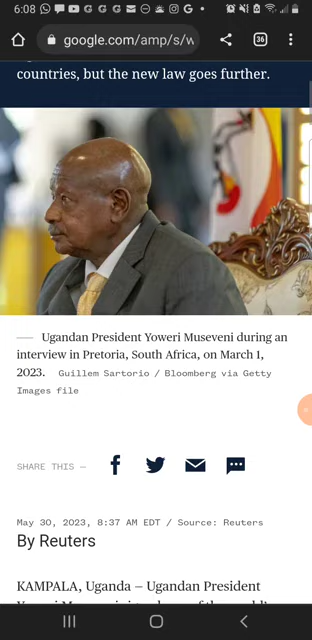 6:08
google.com/amp/s/w
36
countries, but the new law goes further.
Ugandan President Yoweri Museveni during an
interview in Pretoria, South Africa, on March 1,
2023. Guillem Sartorio / Bloomberg via Getty
Images file
SHARE THIS —
May 30, 2023, 8:37 AM EDT / Source: Reuters
By Reuters
KAMPALA, Uganda — Ugandan President